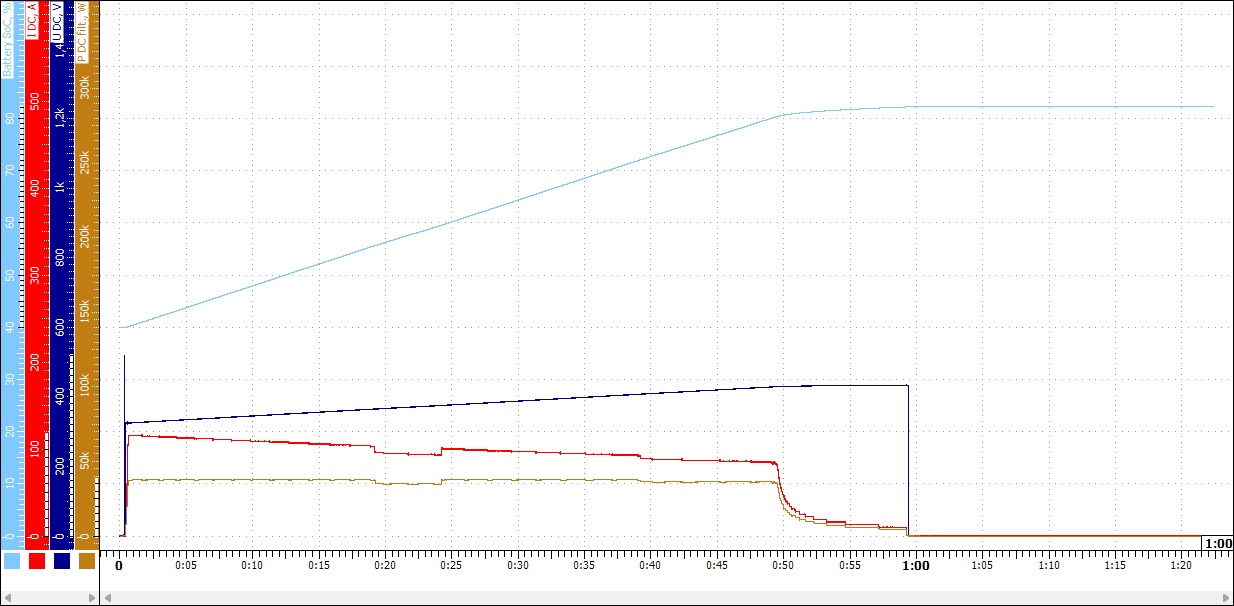 Battery SoC, %
I DC, A
U DC, V
P DC filt., W
80
70
60
50
40
30
20
10
0
500
400
300
200
100
0
1,4
1,2k
1k
800
600
400
200
0
300k
250k
200k
150k
100k
50k
0
0 0:05 0:10 0:15 0:20 0:25 0:30 0:35 0:40 0:45 0:50 0:55 1:00 1:05 1:10 1:15 1:20
1:00